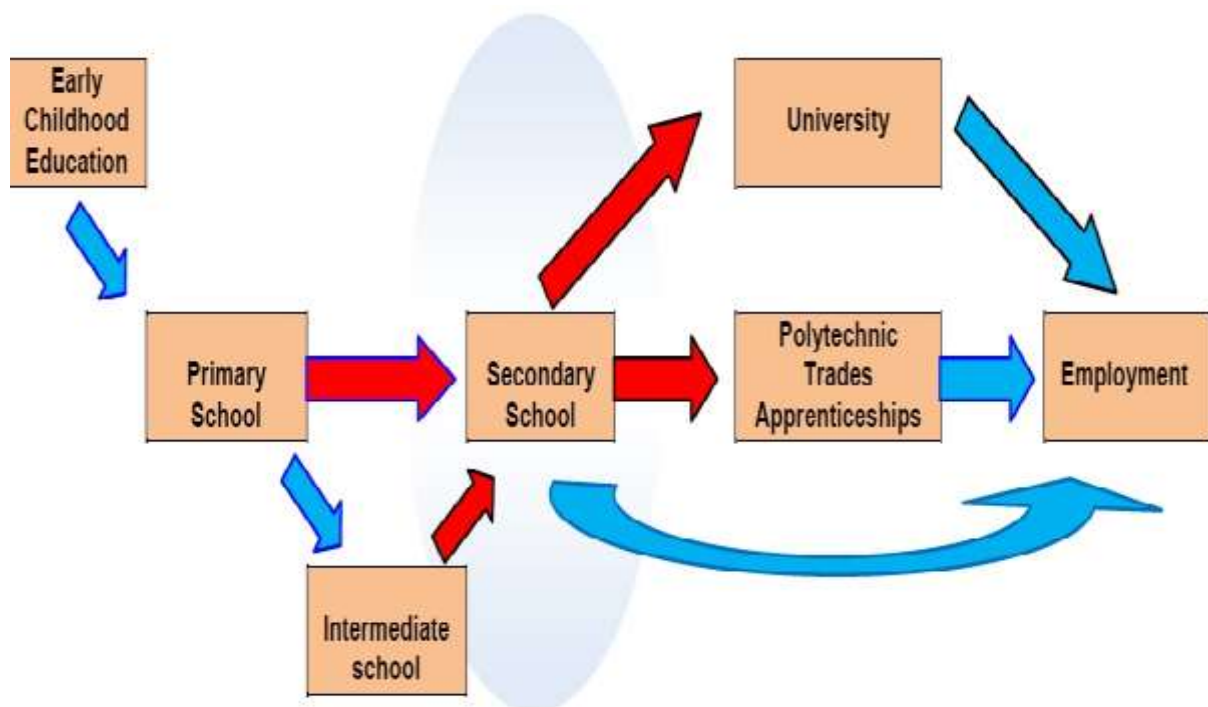 Early
Childhood
Education
University
Primary
School
Secondary
School
Polytechnic
Trades
Apprenticeships
Employment
Intermediate
school